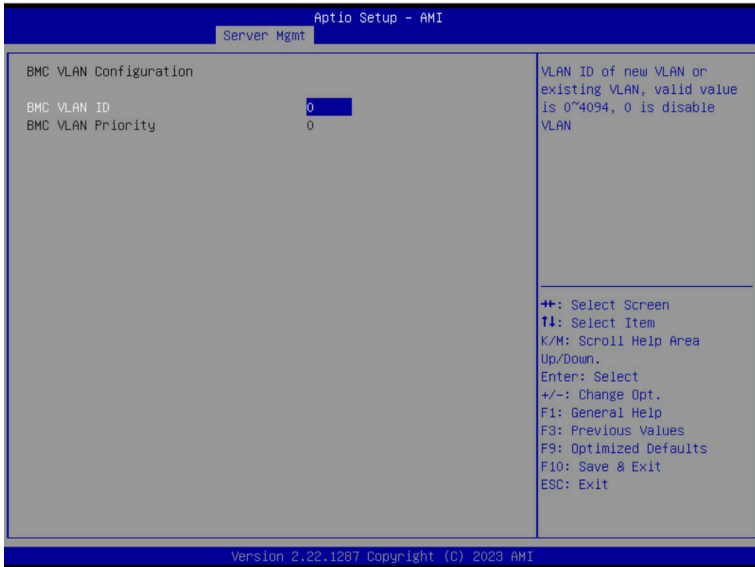 Aptio Setup – AMI
Server Mgmt
BMC VLAN Configuration
BMC VLAN ID 0
BMC VLAN Priority 0
VLAN ID of new VLAN or
existing VLAN, valid value
is 0~4094, 0 is disable
VLAN
→←: Select Screen
↑↓: Select Item
K/M: Scroll Help Area
Up/Down.
Enter: Select
+/-: Change Opt.
F1: General Help
F3: Previous Values
F9: Optimized Defaults
F10: Save & Exit
ESC: Exit
Version 2.22.1287 Copyright (C) 2023 AMI